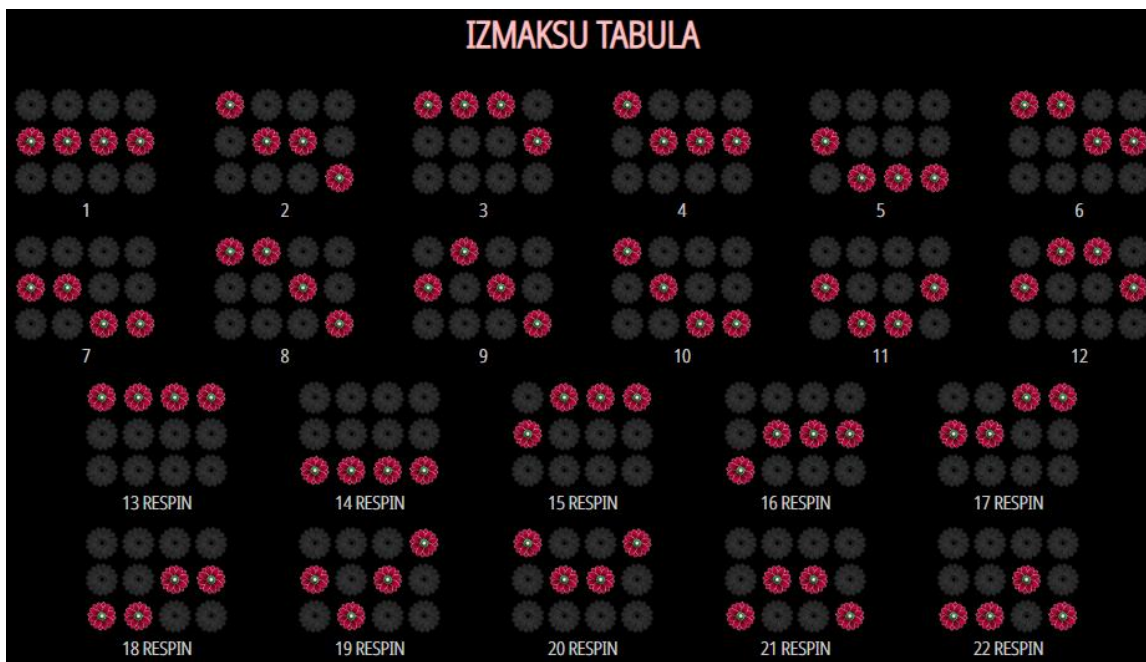 IZMAKSU TABULA
1 2 3 4 5 6
7 8 9 10 11 12
13 RESPIN 14 RESPIN 15 RESPIN 16 RESPIN 17 RESPIN
18 RESPIN 19 RESPIN 20 RESPIN 21 RESPIN 22 RESPIN